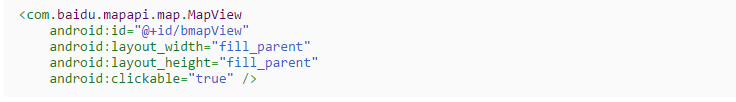 <com.baidu.mapapi.map.MapView
android:id="@+id/bmapView"
android:layout_width="fill_parent"
android:layout_height="fill_parent"
android:clickable="true" />